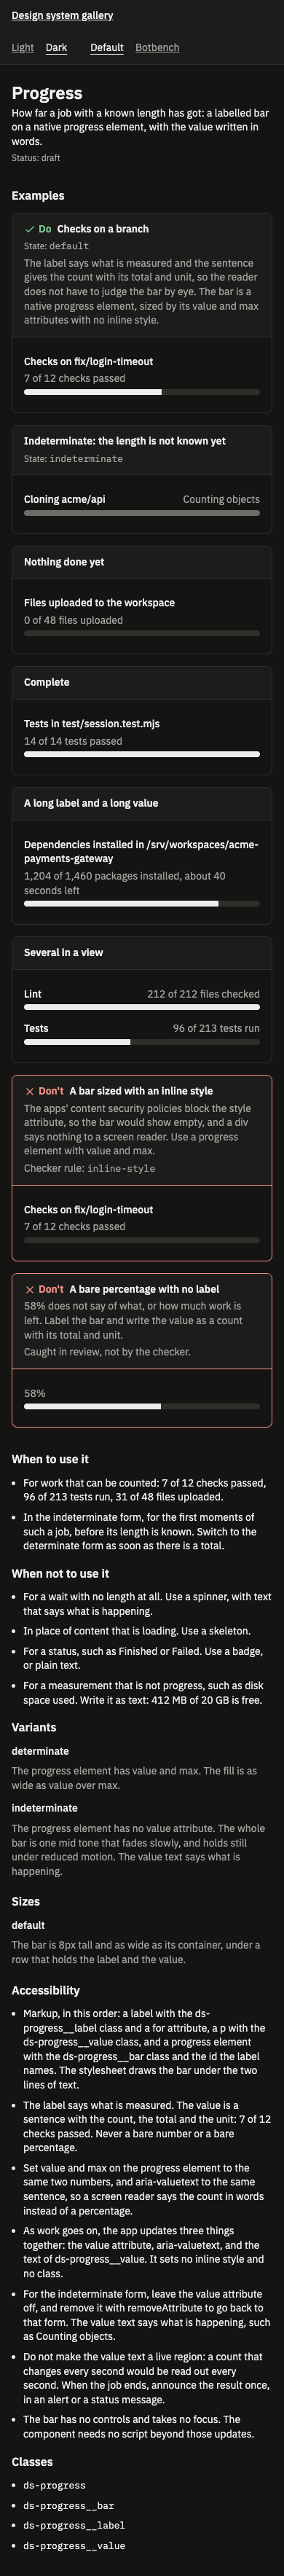 Design system gallery
Light Dark Default Botbench
Progress
How far a job with a known length has got: a labelled bar
on a native progress element, with the value written in
words.
Status: draft
Examples
Do Checks on a branch
State: default
The label says what is measured and the sentence
gives the count with its total and unit, so the reader
does not have to judge the bar by eye. The bar is a
native progress element, sized by its value and max
attributes with no inline style.
Checks on fix/login-timeout
7 of 12 checks passed
Indeterminate: the length is not known yet
State: indeterminate
Cloning acme/api Counting objects
Nothing done yet
Files uploaded to the workspace
0 of 48 files uploaded
Complete
Tests in test/session.test.mjs
14 of 14 tests passed
A long label and a long value
Dependencies installed in /srv/workspaces/acme-
payments-gateway
1,204 of 1,460 packages installed, about 40
seconds left
Several in a view
Lint 212 of 212 files checked
Tests 96 of 213 tests run
Don't A bar sized with an inline style
The apps' content security policies block the style
attribute, so the bar would show empty, and a div
says nothing to a screen reader. Use a progress
element with value and max.
Checker rule: inline-style
Checks on fix/login-timeout
7 of 12 checks passed
Don't A bare percentage with no label
58% does not say of what, or how much work is
left. Label the bar and write the value as a count
with its total and unit.
Caught in review, not by the checker.
58%
When to use it
• For work that can be counted: 7 of 12 checks passed,
96 of 213 tests run, 31 of 48 files uploaded.
• In the indeterminate form, for the first moments of
such a job, before its length is known. Switch to the
determinate form as soon as there is a total.
When not to use it
• For a wait with no length at all. Use a spinner, with text
that says what is happening.
• In place of content that is loading. Use a skeleton.
• For a status, such as Finished or Failed. Use a badge,
or plain text.
• For a measurement that is not progress, such as disk
space used. Write it as text: 412 MB of 20 GB is free.
Variants
determinate
The progress element has value and max. The fill is as
wide as value over max.
indeterminate
The progress element has no value attribute. The whole
bar is one mid tone that fades slowly, and holds still
under reduced motion. The value text says what is
happening.
Sizes
default
The bar is 8px tall and as wide as its container, under a
row that holds the label and the value.
Accessibility
• Markup, in this order: a label with the ds-
progress__label class and a for attribute, a p with the
ds-progress__value class, and a progress element
with the ds-progress__bar class and the id the label
names. The stylesheet draws the bar under the two
lines of text.
• The label says what is measured. The value is a
sentence with the count, the total and the unit: 7 of 12
checks passed. Never a bare number or a bare
percentage.
• Set value and max on the progress element to the
same two numbers, and aria-valuetext to the same
sentence, so a screen reader says the count in words
instead of a percentage.
• As work goes on, the app updates three things
together: the value attribute, aria-valuetext, and the
text of ds-progress__value. It sets no inline style and
no class.
• For the indeterminate form, leave the value attribute
off, and remove it with removeAttribute to go back to
that form. The value text says what is happening, such
as Counting objects.
• Do not make the value text a live region: a count that
changes every second would be read out every
second. When the job ends, announce the result once,
in an alert or a status message.
• The bar has no controls and takes no focus. The
component needs no script beyond those updates.
Classes
• ds-progress
• ds-progress__bar
• ds-progress__label
• ds-progress__value